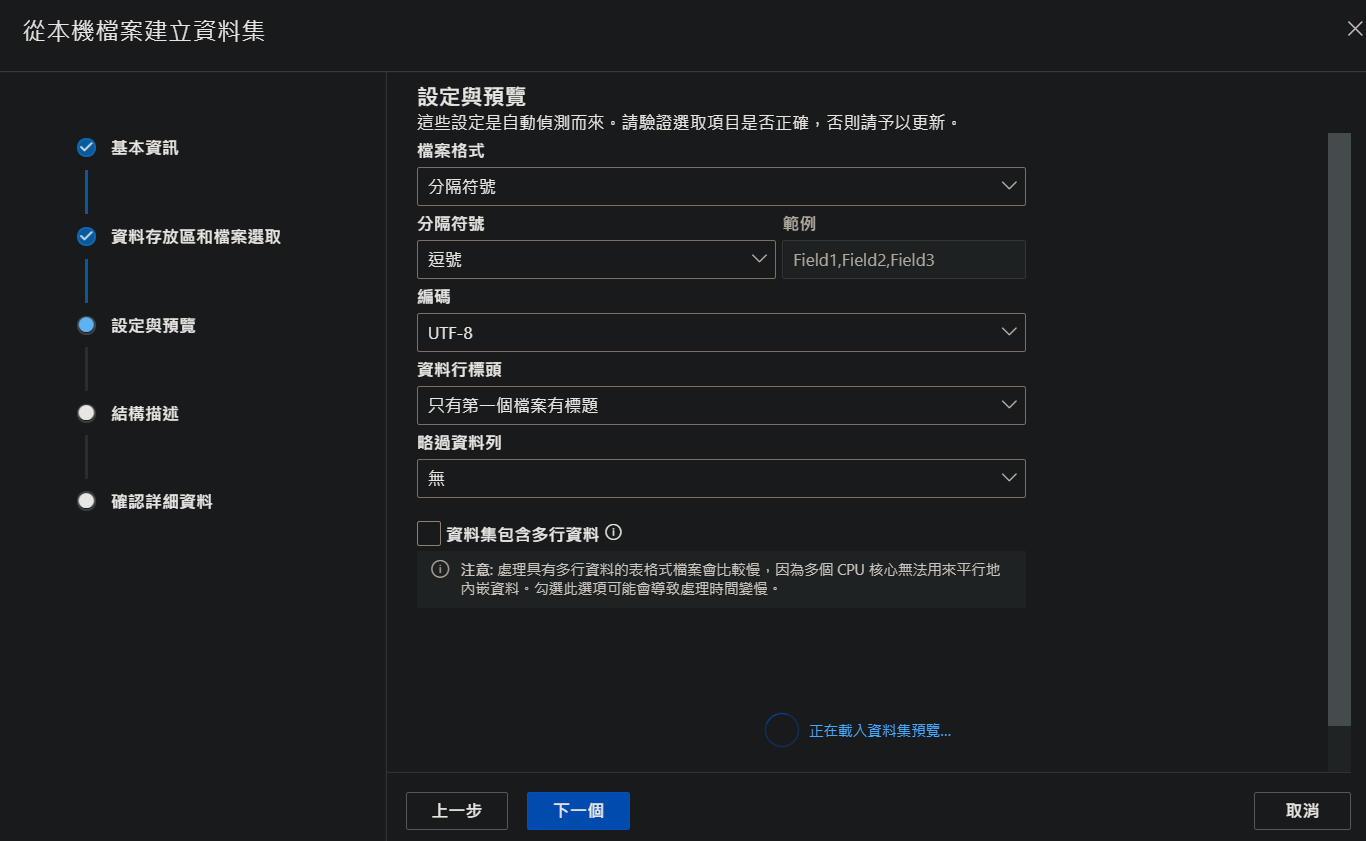 從本機檔案建立資料集
基本資訊
資料存放區和檔案選取
設定與預覽
結構描述
確認詳細資料
設定與預覽
這些設定是自動偵測而來。請驗證選取項目是否正確，否則請予以更新。
檔案格式
分隔符號
分隔符號
範例
逗號
Field1,Field2,Field3
編碼
UTF-8
資料行標頭
只有第一個檔案有標題
略過資料列
無
資料集包含多行資料
注意: 處理具有多行資料的表格式檔案會比較慢，因為多個 CPU 核心無法用來平行地
內嵌資料。勾選此選項可能會導致處理時間變慢。
正在載入資料集預覽...
上一步
下一個
取消